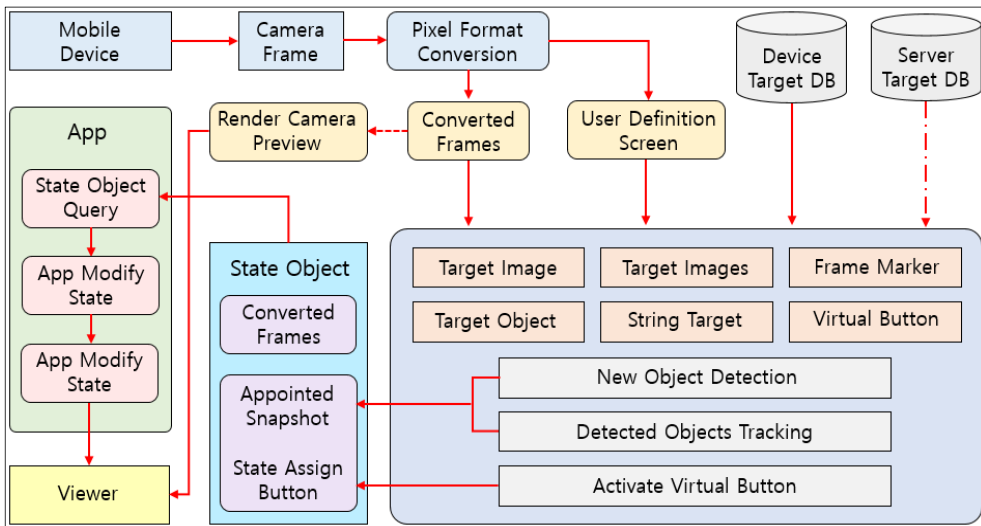 Mobile
Device
Camera
Frame
Pixel Format
Conversion
Device
Target DB
Server
Target DB
App
Render Camera
Preview
Converted
Frames
User Definition
Screen
State Object
Query
App Modify
State
App Modify
State
Viewer
State Object
Converted
Frames
Appointed
Snapshot
State Assign
Button
Target Image
Target Images
Frame Marker
Target Object
String Target
Virtual Button
New Object Detection
Detected Objects Tracking
Activate Virtual Button